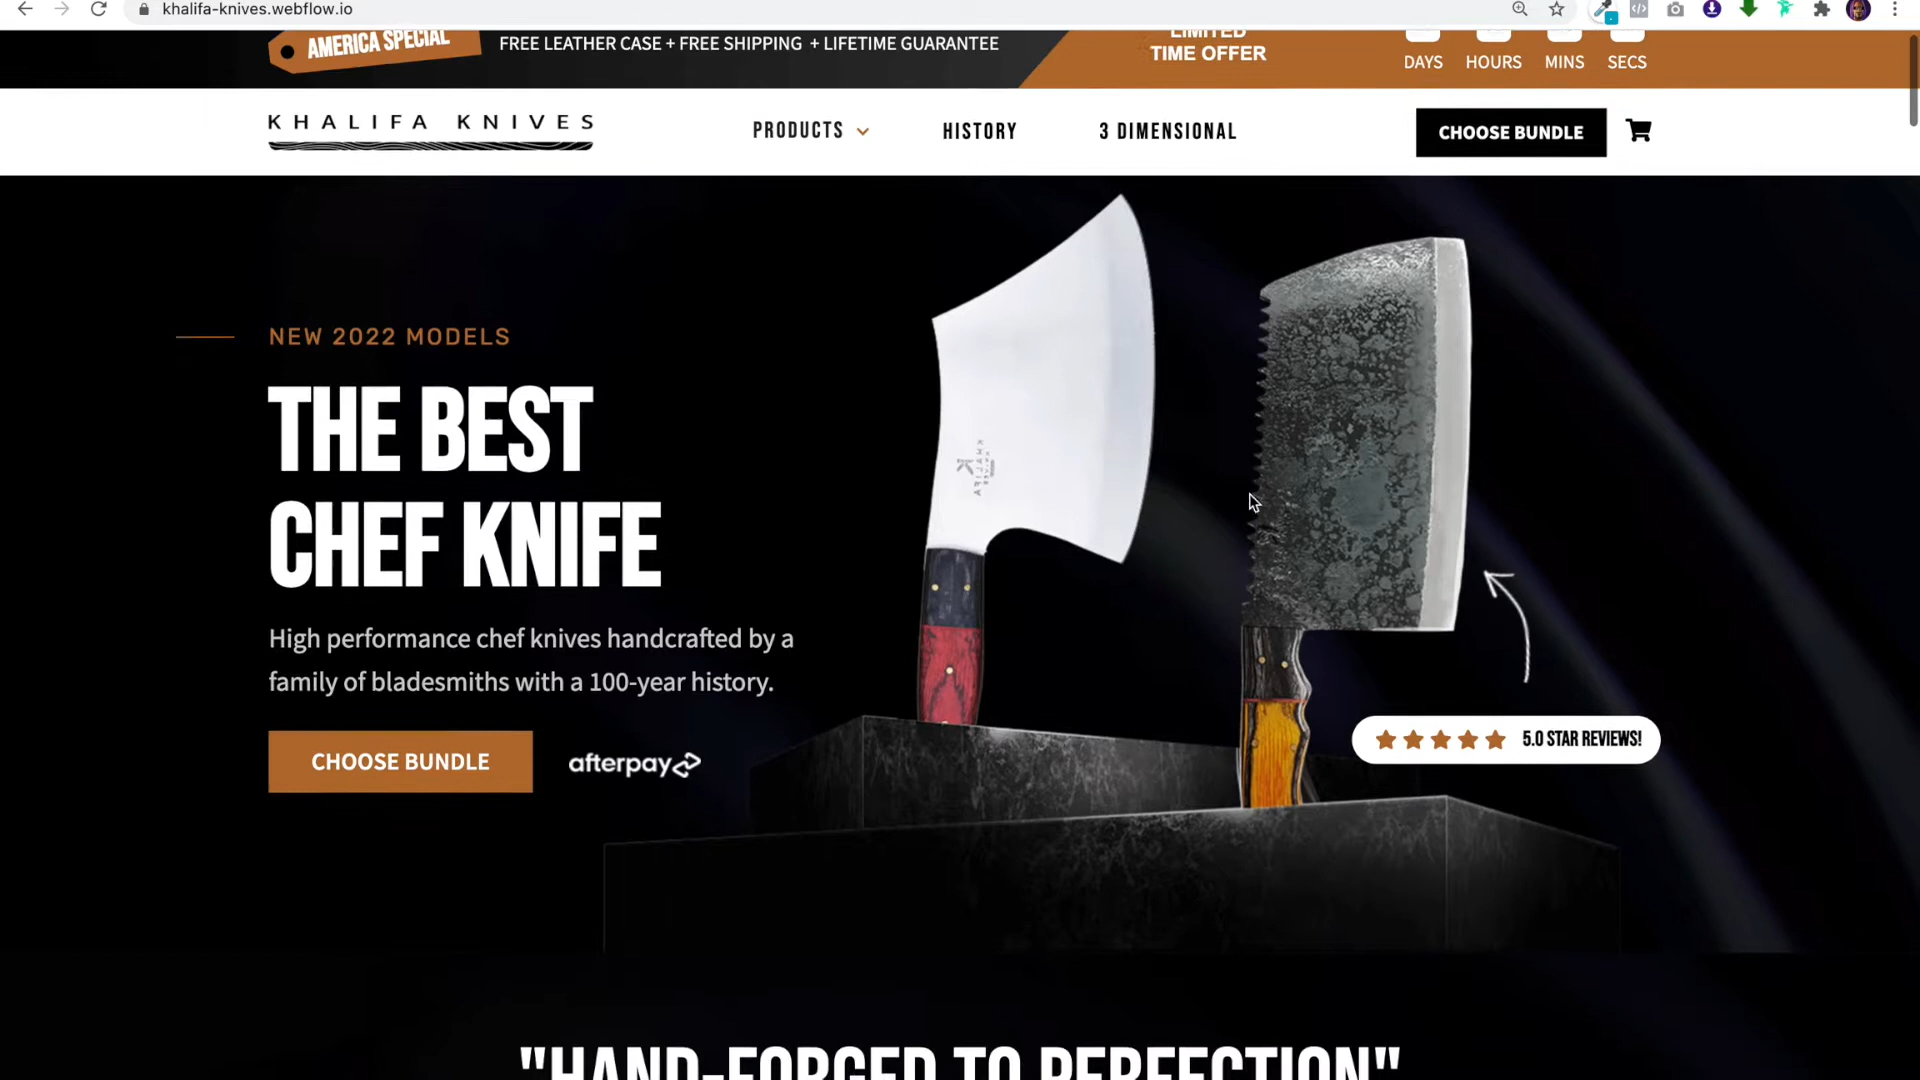 khalifa-knives.webflow.io
AMERICA SPECIAL
FREE LEATHER CASE + FREE SHIPPING + LIFETIME GUARANTEE
LIMITED
TIME OFFER
DAYS HOURS MINS SECS
KHALIFA KNIVES
PRODUCTS HISTORY 3 DIMENSIONAL
CHOOSE BUNDLE
NEW 2022 MODELS
THE BEST
CHEF KNIFE
High performance chef knives handcrafted by a
family of bladesmiths with a 100-year history.
CHOOSE BUNDLE afterpay
K KHALIFA
KNIVES
5.0 STAR REVIEWS!
"HAND-FORGED TO PERFECTION"